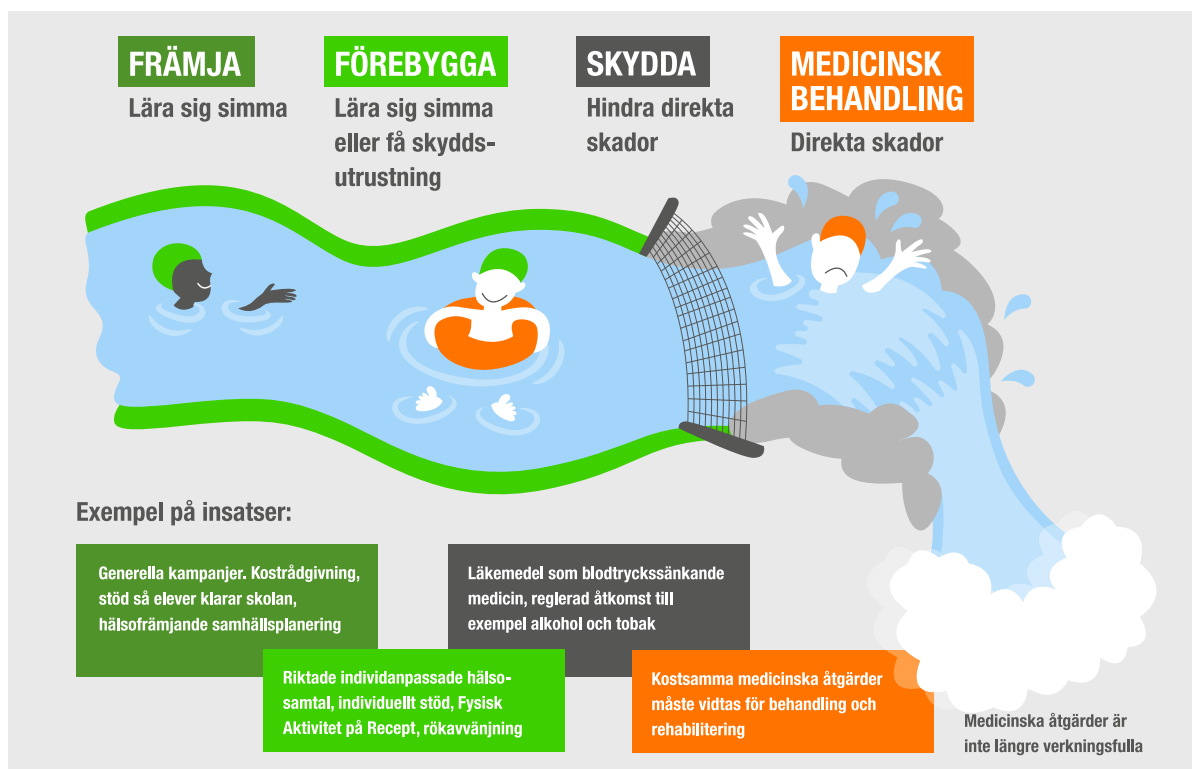 FRÄMJA
Lära sig simma
FÖREBYGGA
Lära sig simma
eller få skydds-
utrustning
SKYDDA
Hindra direkta
skador
MEDICINSK
BEHANDLING
Direkta skador
Exempel på insatser:
Generella kampanjer. Kostrådgivning,
stöd så elever klarar skolan,
hälsofrämjande samhällsplanering
Riktade individanpassade hälso-
samtal, individuellt stöd, Fysisk
Aktivitet på Recept, rökavvänjning
Läkemedel som blodtryckssänkande
medicin, reglerad åtkomst till
exempel alkohol och tobak
Kostsamma medicinska åtgärder
måste vidtas för behandling och
rehabilitering
Medicinska åtgärder är
inte längre verkningsfulla